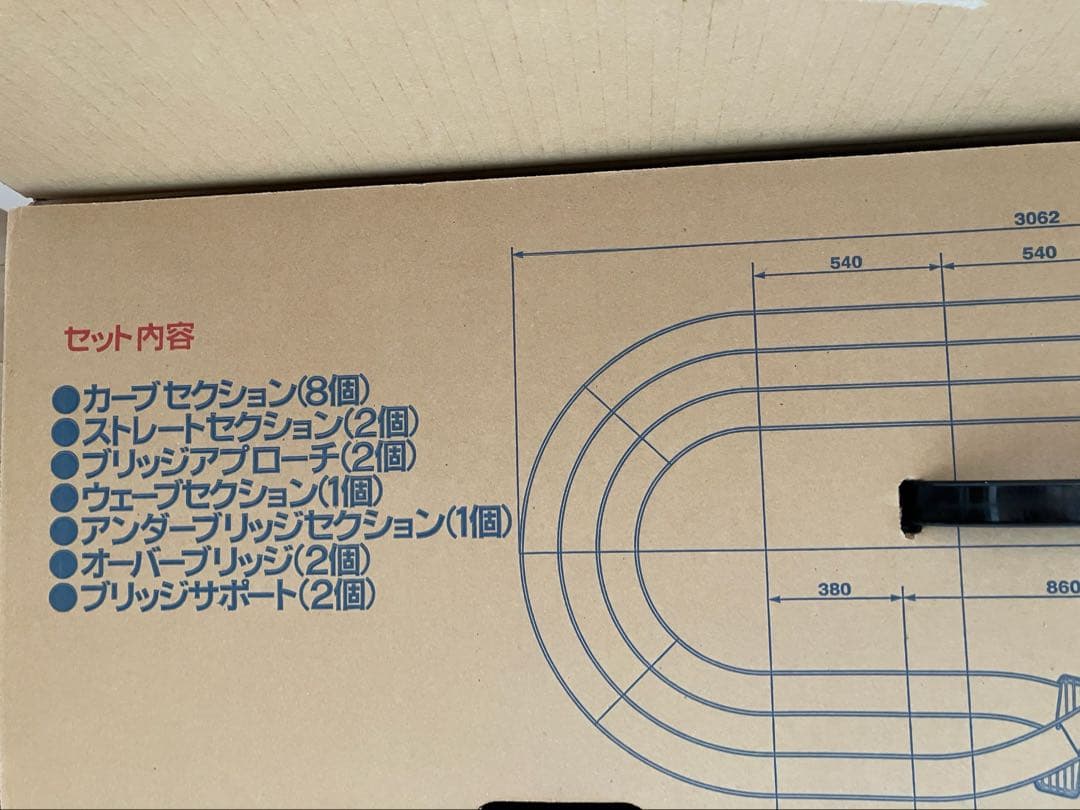 3062
540
540
セット内容
●カーブセクション(8個)
●ストレートセクション(2個)
●ブリッジアプローチ(2個)
●ウェーブセクション(1個)
●アンダーブリッジセクション(1個)
●オーバーブリッジ(2個)
●ブリッジサポート(2個)
380
860